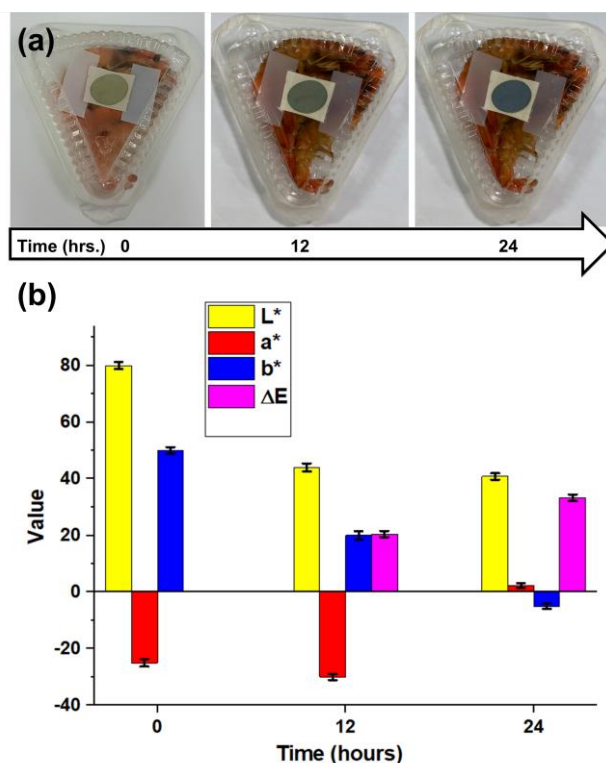 (a)
Time (hrs.) 0 12 24
(b)
L*
a*
b*
ΔE
80
60
40
20
0
-20
-40
Value
0 12 24
Time (hours)